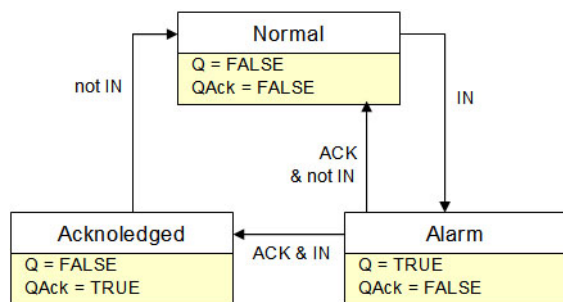 Normal
Q = FALSE
QAck = FALSE
not IN
IN
ACK
& not IN
Acknoledged
Q = FALSE
QAck = TRUE
ACK & IN
Alarm
Q = TRUE
QAck = FALSE